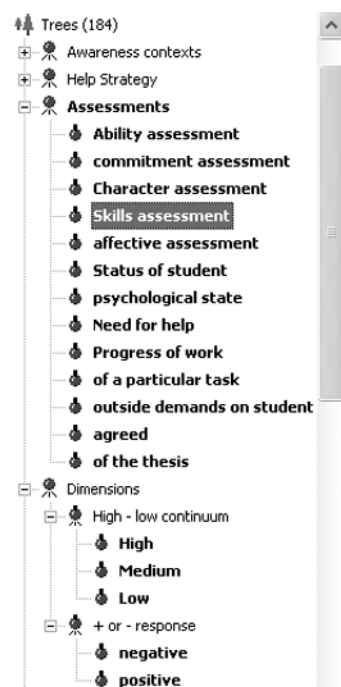 Trees (184)
Awareness contexts
Help Strategy
Assessments
Ability assessment
commitment assessment
Character assessment
Skills assessment
affective assessment
Status of student
psychological state
Need for help
Progress of work
of a particular task
outside demands on student
agreed
of the thesis
Dimensions
High - low continuum
High
Medium
Low
+ or - response
negative
positive